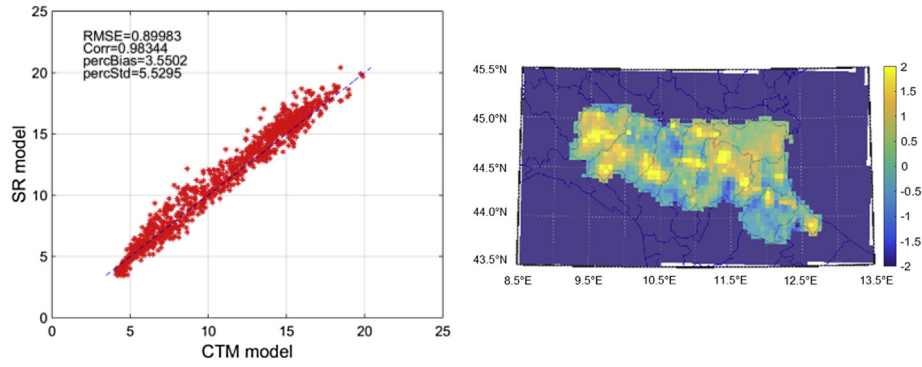 RMSE=0.89983
Corr=0.98344
percBias=3.5502
percStd=5.5295
25
20
15
10
5
0
0 5 10 15 20 25
SR model
CTM model
45.5°N
45.0°N
44.5°N
44.0°N
43.5°N
8.5°E 9.5°E 10.5°E 11.5°E 12.5°E 13.5°E
2
1.5
1
0.5
0
-0.5
-1
-1.5
-2